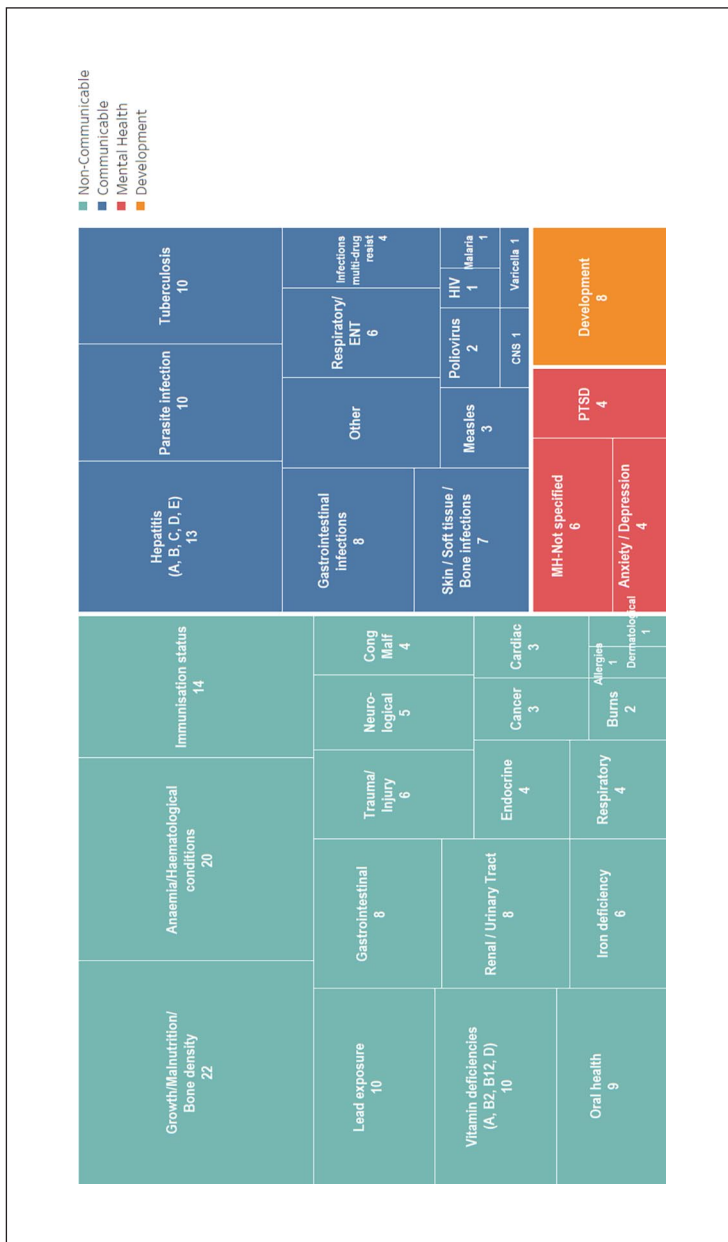 Non-Communicable
Communicable
Mental Health
Development
Growth/Malnutrition/
Bone density
22
Anaemia/Haematological
conditions
20
Immunisation status
14
Lead exposure
10
Vitamin deficiencies
(A, B2, B12, D)
10
Oral health
9
Gastrointestinal
8
Renal / Urinary Tract
8
Iron deficiency
6
Trauma/
Injury
6
Neuro-
logical
5
Cong
Malf
4
Endocrine
4
Respiratory
4
Cancer
3
Cardiac
3
Burns
2
Allergies
1
Dermatological
1
Hepatitis
(A, B, C, D, E)
13
Parasite infection
10
Tuberculosis
10
Gastrointestinal
infections
8
Skin / Soft tissue /
Bone infections
7
Other
Respiratory/
ENT
6
Infections
multi-drug
resist
4
Measles
3
Poliovirus
2
HIV
1
Malaria
1
CNS 1
Varicella 1
MH-Not specified
6
Anxiety / Depression
4
PTSD
4
Development
8